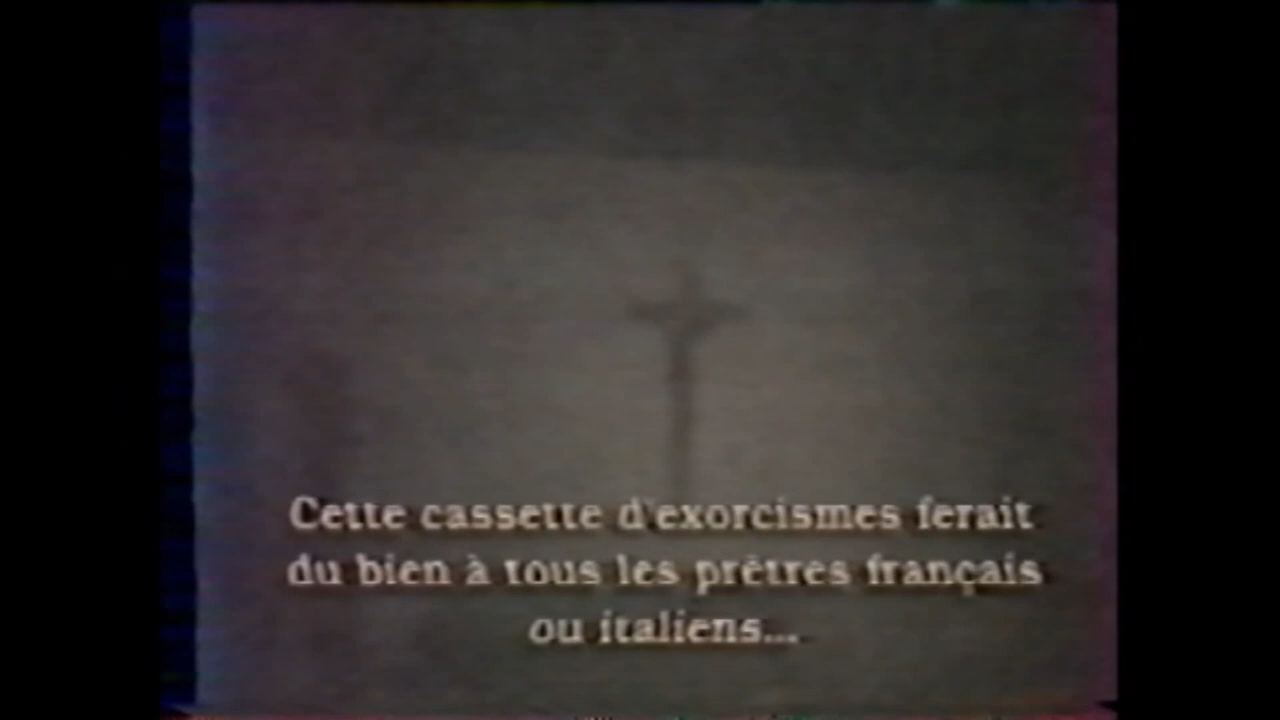 Cette cassette d'exorcismes ferait
du bien à tous les prêtres français
ou italiens...